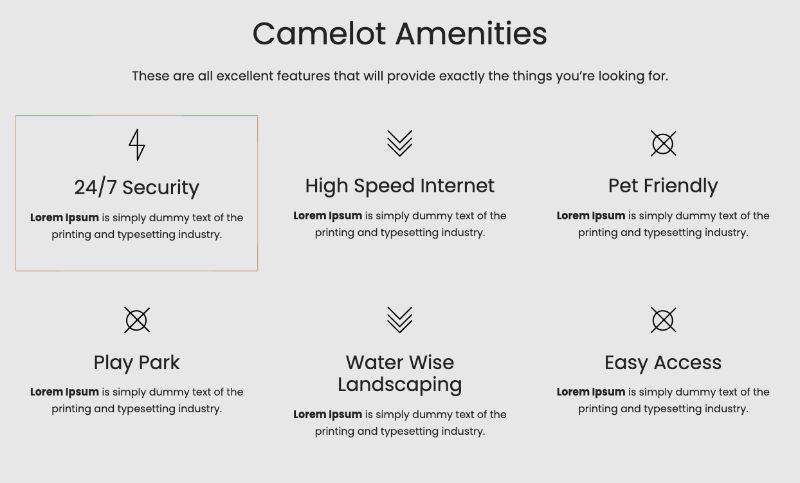 Camelot Amenities
These are all excellent features that will provide exactly the things you're looking for.
24/7 Security
Lorem Ipsum is simply dummy text of the
printing and typesetting industry.
High Speed Internet
Lorem Ipsum is simply dummy text of the
printing and typesetting industry.
Pet Friendly
Lorem Ipsum is simply dummy text of the
printing and typesetting industry.
Play Park
Lorem Ipsum is simply dummy text of the
printing and typesetting industry.
Water Wise
Landscaping
Lorem Ipsum is simply dummy text of the
printing and typesetting industry.
Easy Access
Lorem Ipsum is simply dummy text of the
printing and typesetting industry.